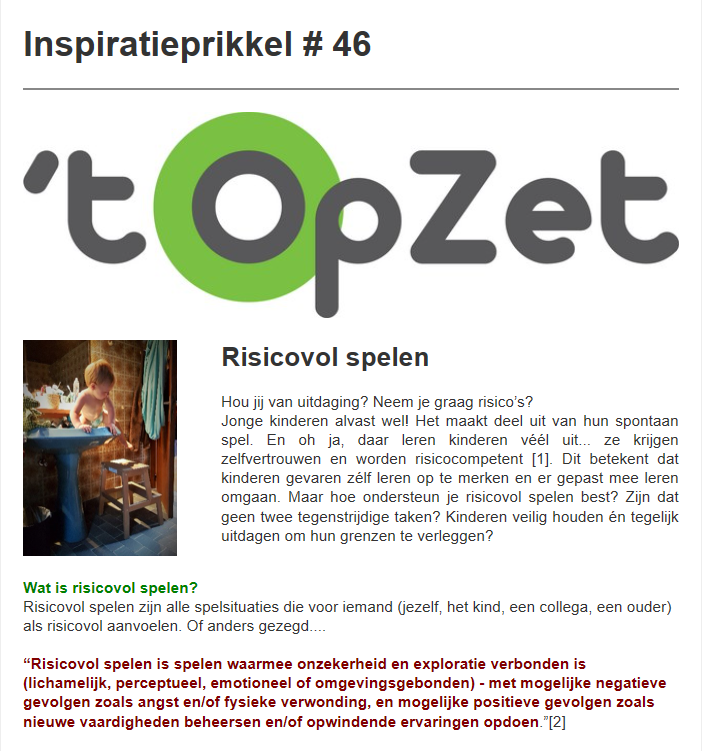 Inspiratieprikkel # 46
't OpZet
Risicovol spelen
Hou jij van uitdaging? Neem je graag risico's?
Jonge kinderen alvast wel! Het maakt deel uit van hun spontaan
spel. En oh ja, daar leren kinderen véél uit... ze krijgen
zelfvertrouwen en worden risicocompetent [1]. Dit betekent dat
kinderen gevaren zélf leren op te merken en er gepast mee leren
omgaan. Maar hoe ondersteun je risicovol spelen best? Zijn dat
geen twee tegenstrijdige taken? Kinderen veilig houden én tegelijk
uitdagen om hun grenzen te verleggen?
Wat is risicovol spelen?
Risicovol spelen zijn alle spelsituaties die voor iemand (jezelf, het kind, een collega, een ouder)
als risicovol aanvoelen. Of anders gezegd....
“Risicovol spelen is spelen waarmee onzekerheid en exploratie verbonden is
(lichamelijk, perceptueel, emotioneel of omgevingsgebonden) - met mogelijke negatieve
gevolgen zoals angst en/of fysieke verwonding, en mogelijke positieve gevolgen zoals
nieuwe vaardigheden beheersen en/of opwindende ervaringen opdoen.”[2]